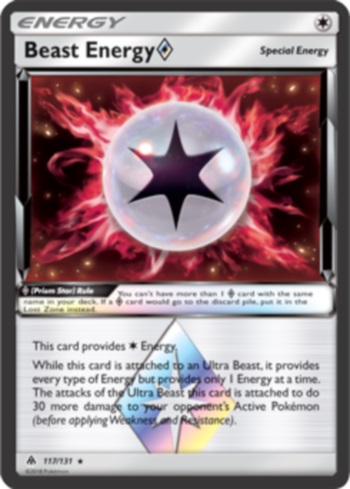 ENERGY
Beast Energy
Special Energy
(Prism Star) Rule
You can't have more than 1 card with the same
name in your deck. If a card would go to the discard pile, put it in the
Lost Zone instead.
This card provides Energy.
While this card is attached to an Ultra Beast, it provides
every type of Energy but provides only 1 Energy at a time.
The attacks of the Ultra Beast this card is attached to do
30 more damage to your opponent's Active Pokémon
(before applying Weakness and Resistance).
117/131 ★
©2018 Pokémon